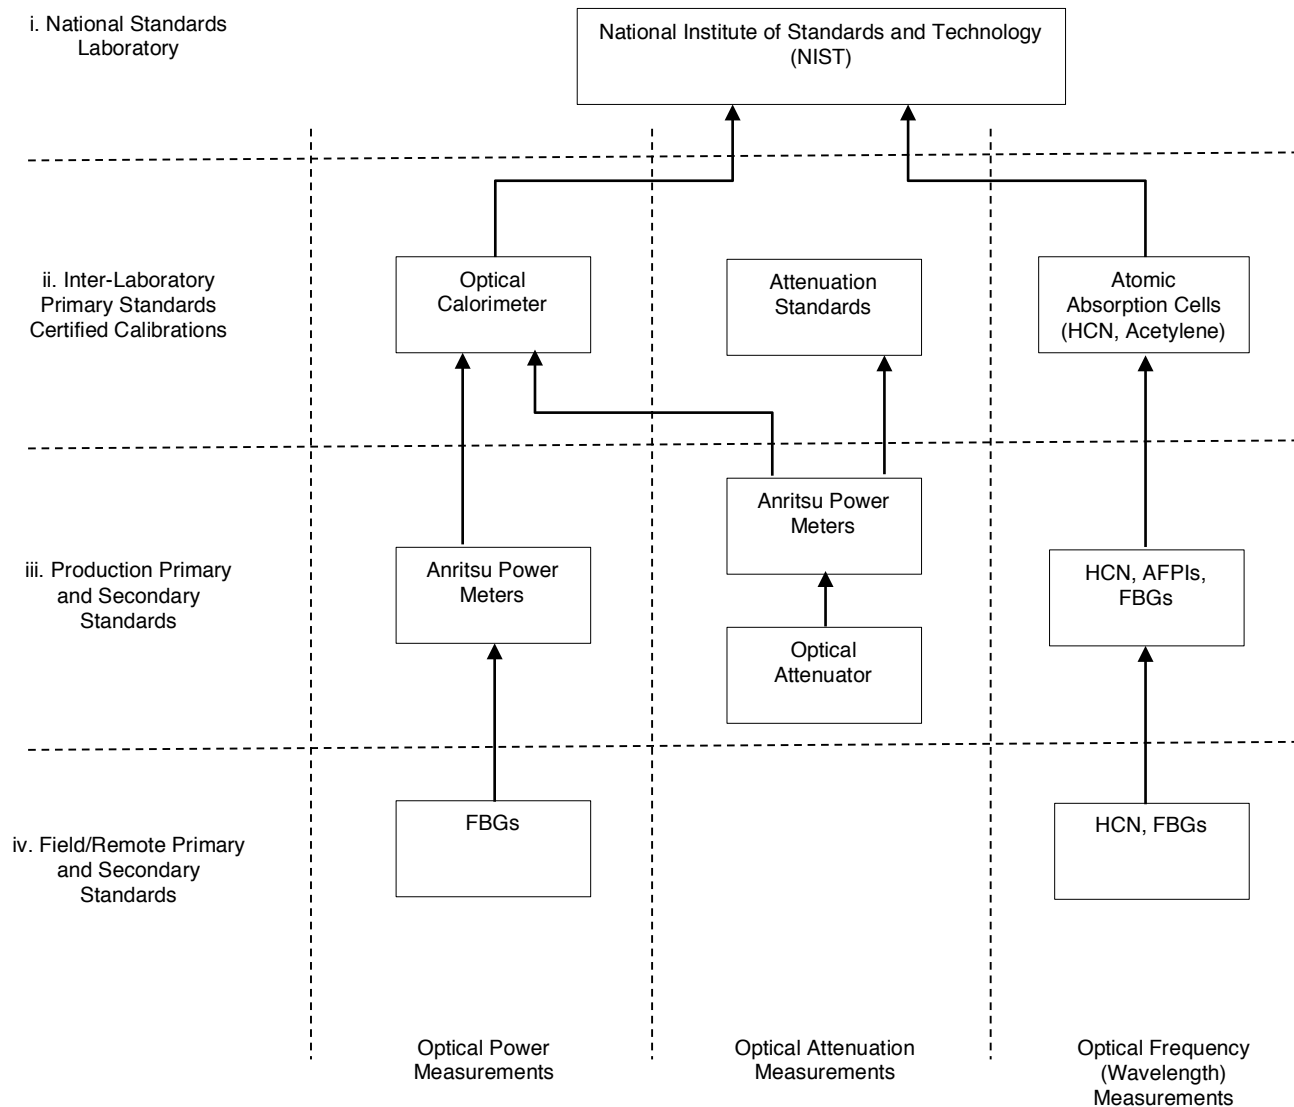 i. National Standards
Laboratory
National Institute of Standards and Technology
(NIST)
ii. Inter-Laboratory
Primary Standards
Certified Calibrations
Optical
Calorimeter
Attenuation
Standards
Atomic
Absorption Cells
(HCN, Acetylene)
iii. Production Primary
and Secondary
Standards
Anritsu Power
Meters
Anritsu Power
Meters
Optical
Attenuator
HCN, AFPIs,
FBGs
iv. Field/Remote Primary
and Secondary
Standards
FBGs
HCN, FBGs
Optical Power
Measurements
Optical Attenuation
Measurements
Optical Frequency
(Wavelength)
Measurements